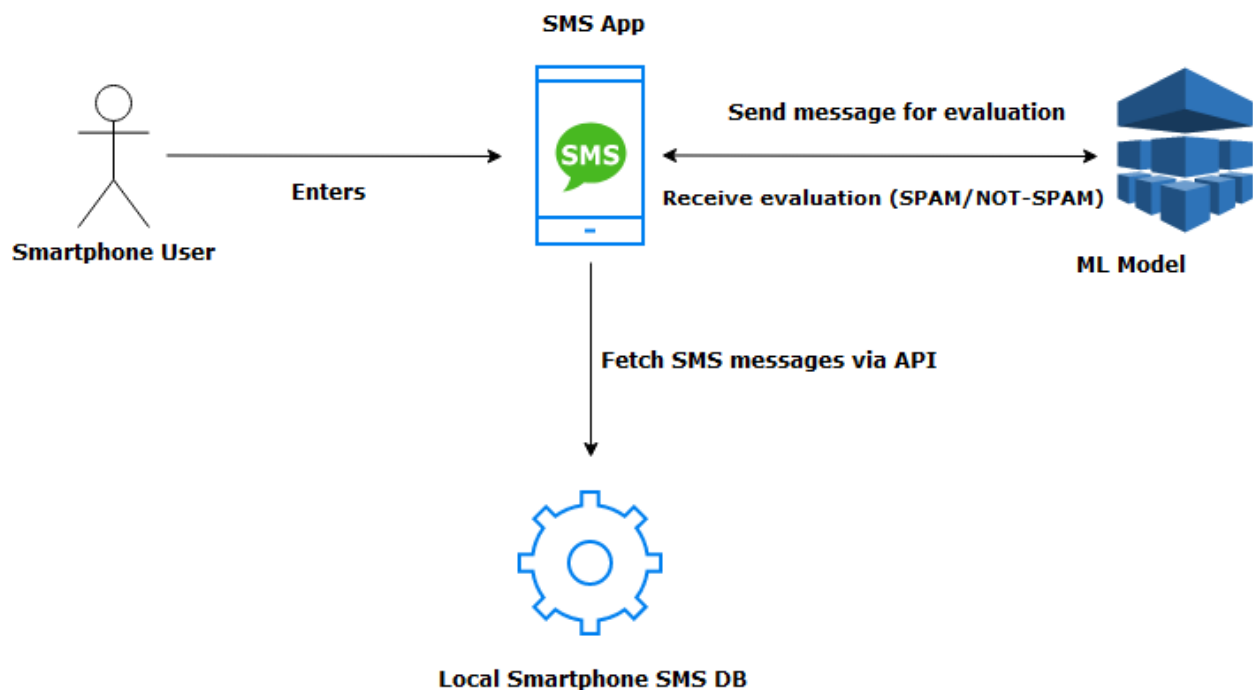 SMS App
Send message for evaluation
SMS
Enters
Receive evaluation (SPAM/NOT-SPAM)
Smartphone User
ML Model
Fetch SMS messages via API
Local Smartphone SMS DB